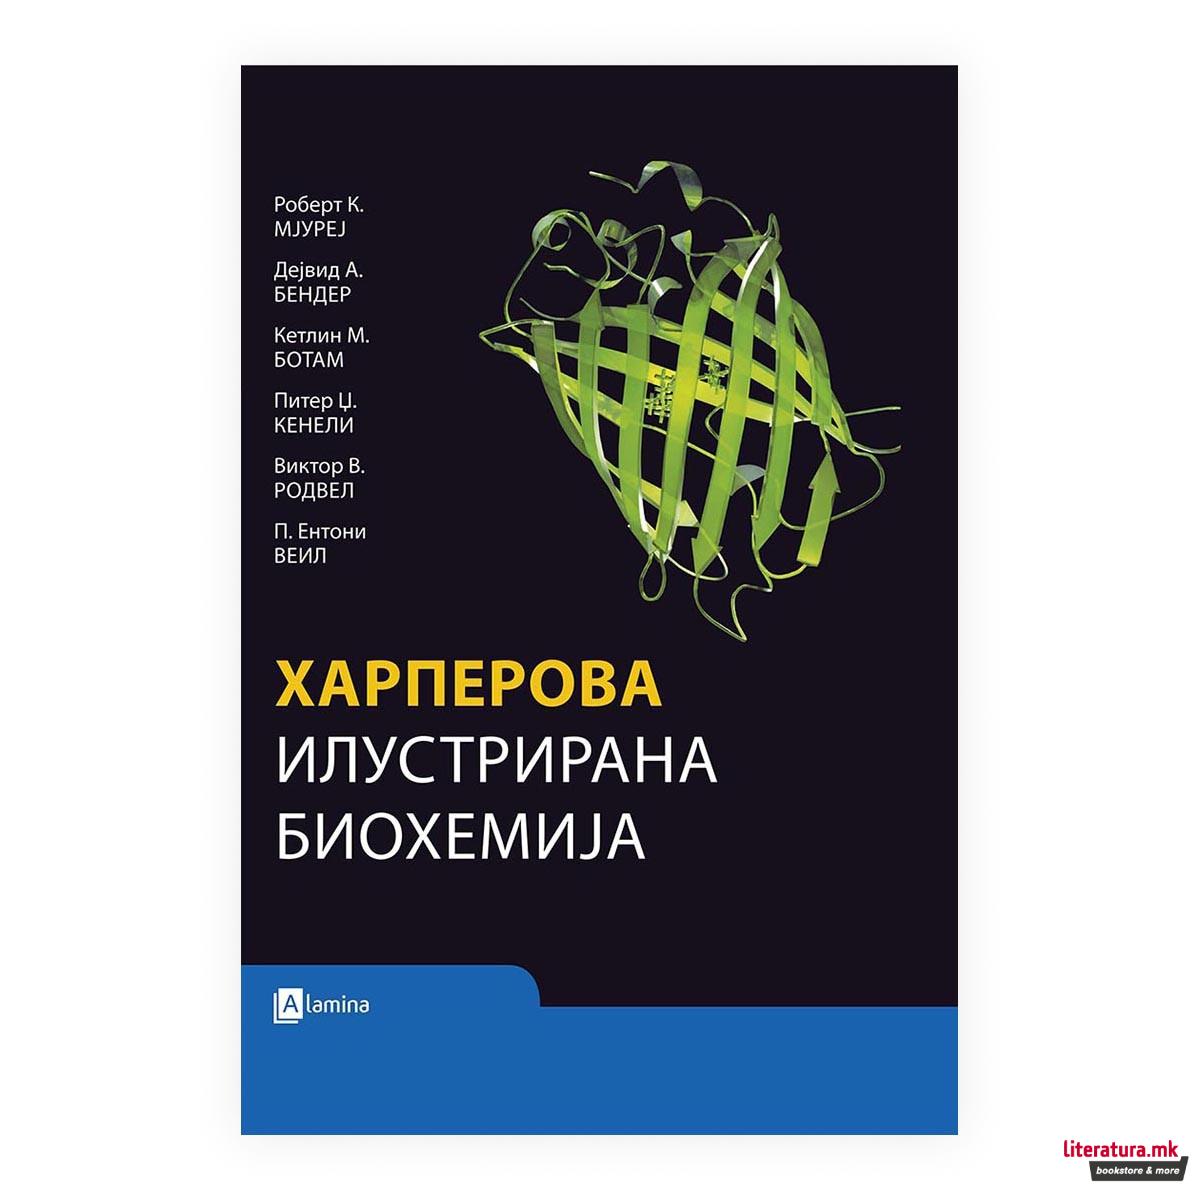 Роберт К.
МЈУРЕЈ
Дејвид А.
БЕНДЕР
Кетлин М.
БОТАМ
Питер Џ.
КЕНЕЛИ
Виктор В.
РОДВЕЛ
П. Ентони
ВЕИЛ
ХАРПЕРОВА
ИЛУСТРИРАНА
БИОХЕМИЈА
A lamina
literatura.mk
bookstore & more